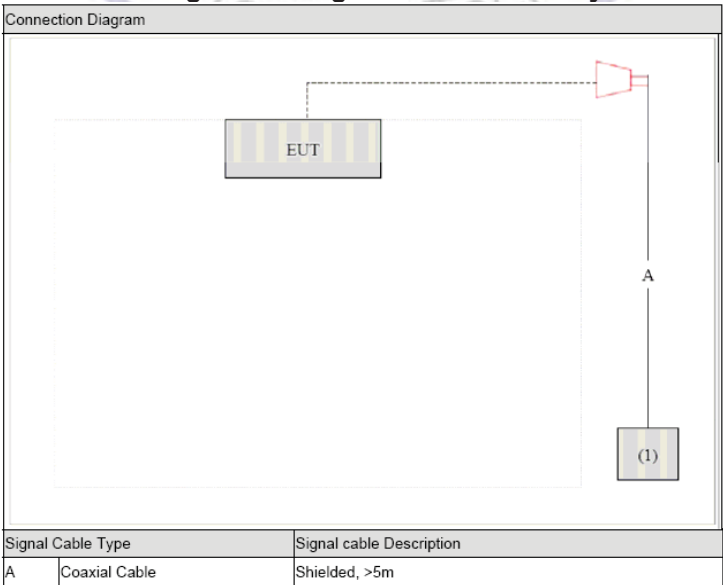 Connection Diagram
EUT
A
(1)
Signal Cable Type Signal cable Description
A Coaxial Cable Shielded, >5m